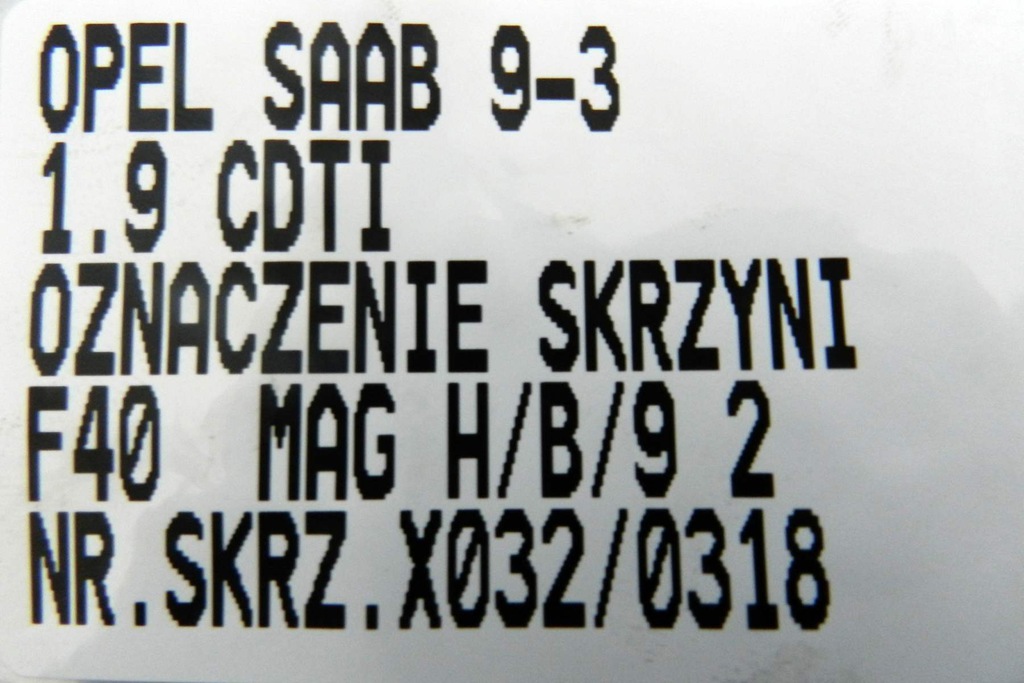 OPEL SAAB 9-3
1.9 CDTI
OZNACZENIE SKRZYNI
F40 MAG H/B/9 2
NR.SKRZ.X032/0318